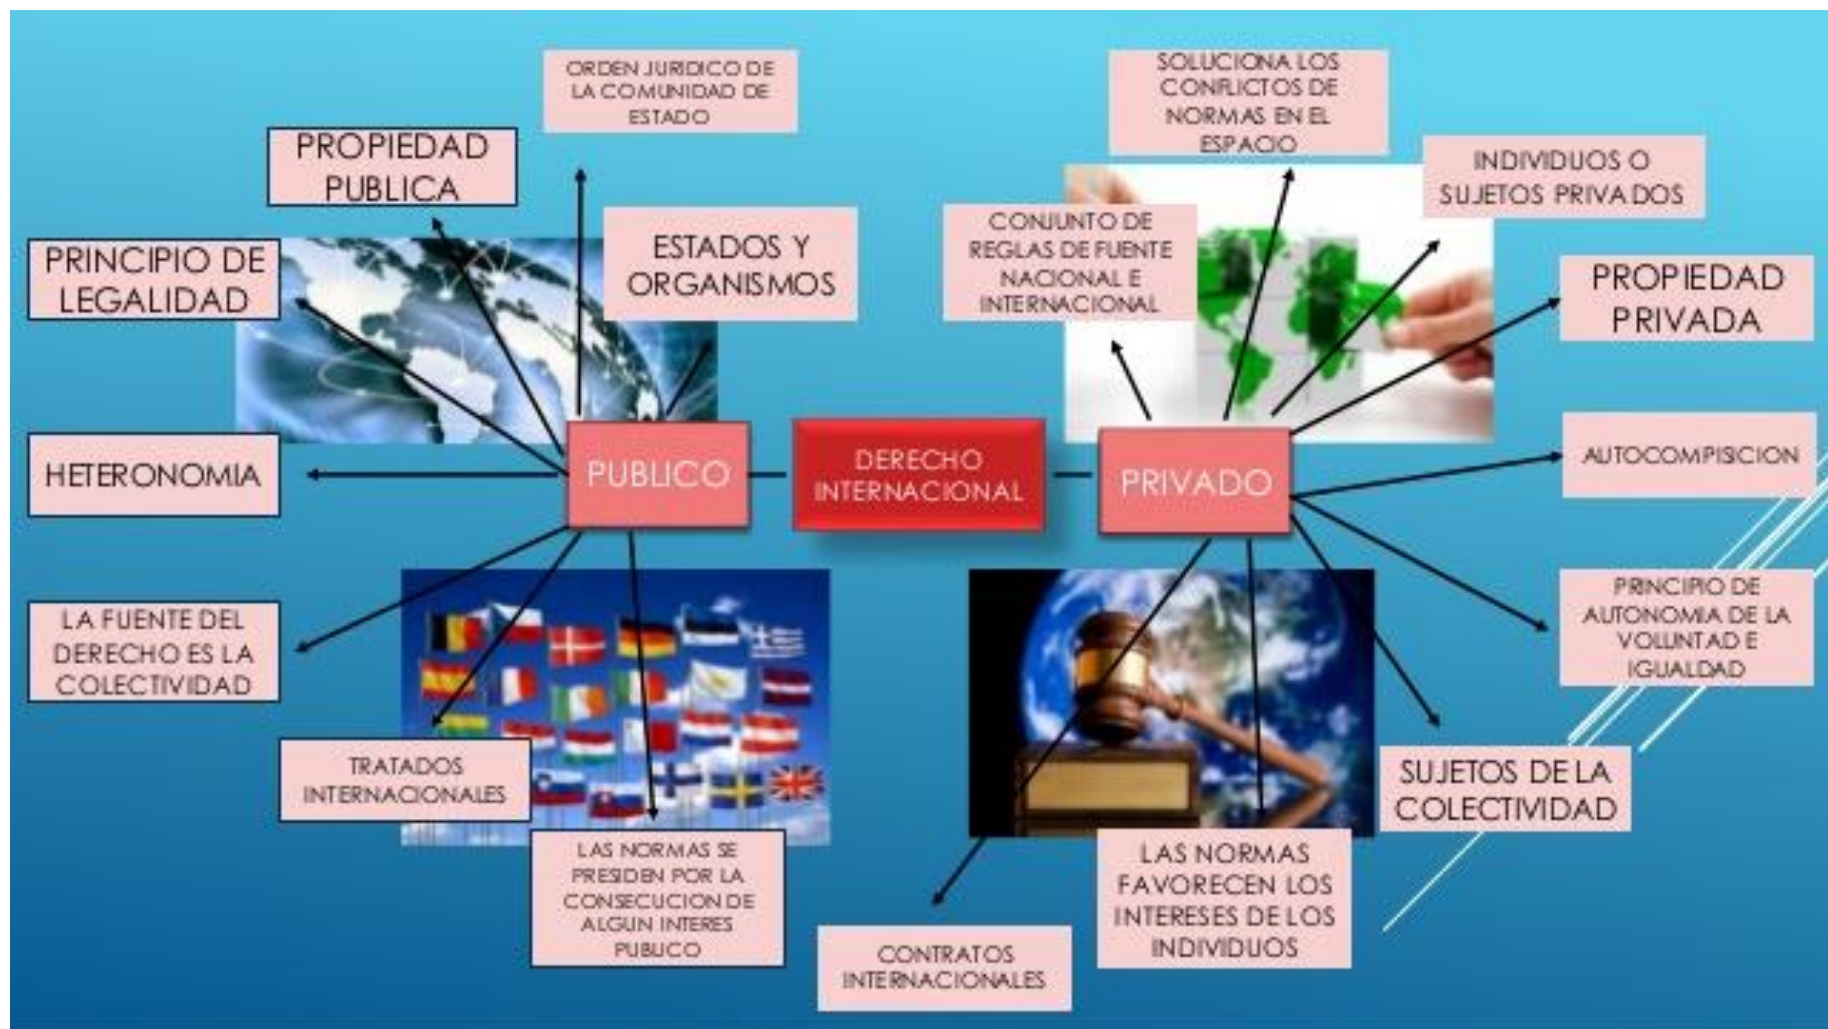 ORDEN JURIDICO DE
LA COMUNIDAD DE
ESTADO
SOLUCIONA LOS
CONFLICTOS DE
NORMAS EN EL
ESPACIO
PROPIEDAD
PUBLICA
INDIVIDUOS O
SUJETOS PRIVADOS
ESTADOS Y
ORGANISMOS
CONJUNTO DE
REGLAS DE FUENTE
NACIONAL E
INTERNACIONAL
PRINCIPIO DE
LEGALIDAD
PROPIEDAD
PRIVADA
HETERONOMIA
PUBLICO
DERECHO
INTERNACIONAL
PRIVADO
AUTOCOMPISICION
LA FUENTE DEL
DERECHO ES LA
COLECTIVIDAD
PRINCIPIO DE
AUTONOMIA DE LA
VOLUNTAD E
IGUALDAD
TRATADOS
INTERNACIONALES
SUJETOS DE LA
COLECTIVIDAD
LAS NORMAS SE
PRESIDEN POR LA
CONSECUCION DE
ALGUN INTERES
PUBLICO
LAS NORMAS
FAVORECEN LOS
INTERESES DE LOS
INDIVIDUOS
CONTRATOS
INTERNACIONALES